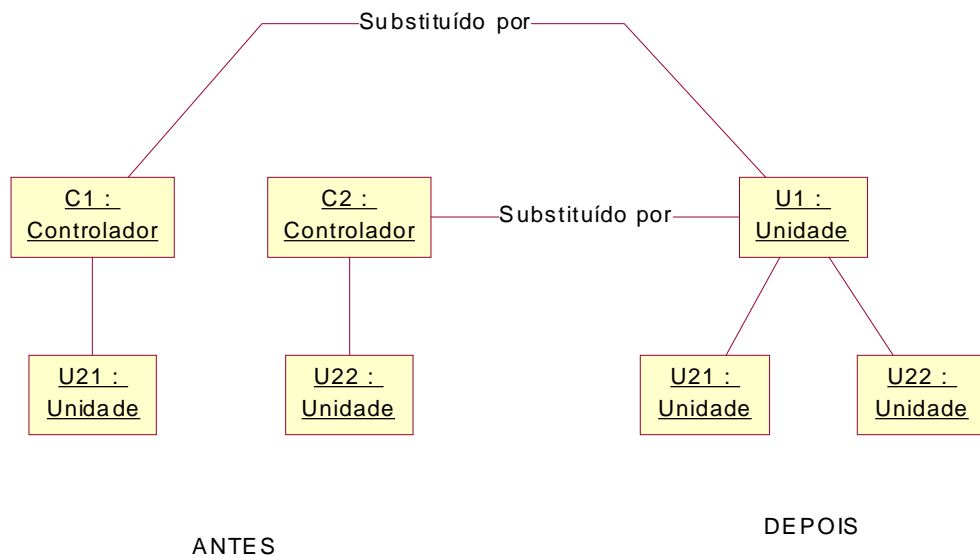 Substituído por
C1 :
Controlador
C2 :
Controlador
Substituído por
U1 :
Unidade
U21 :
Unidade
U22 :
Unidade
U21 :
Unidade
U22 :
Unidade
ANTES
DEPOIS